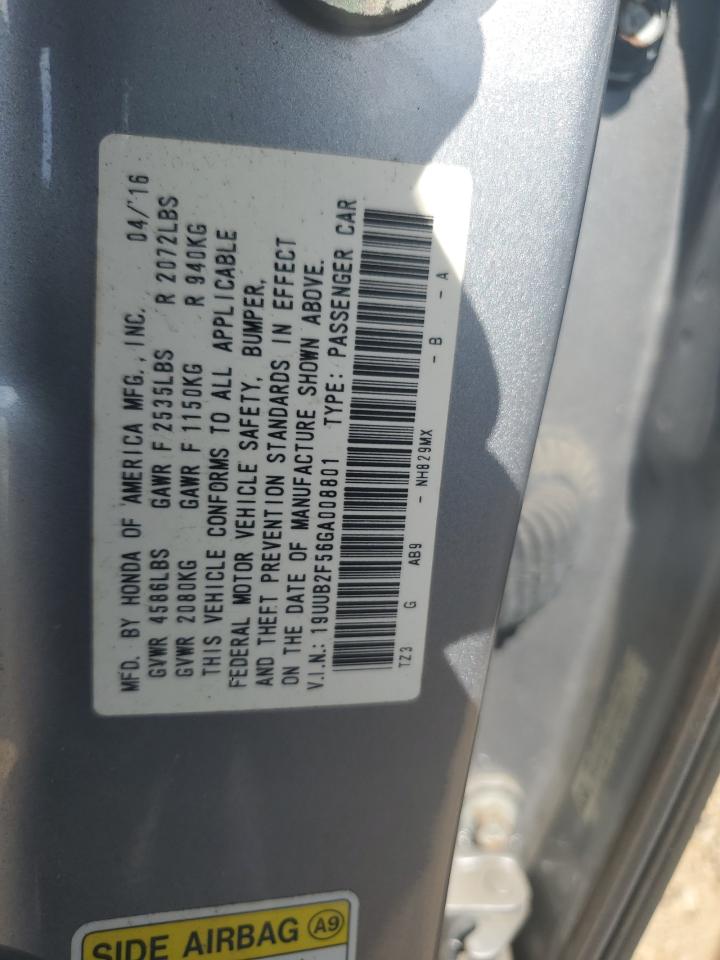 MFD. BY HONDA OF AMERICA MFG., INC. 04/'16
GVWR 4586LBS GAWR F 2535LBS R 2072LBS
GVWR 2080KG GAWR F 1150KG R 940KG
THIS VEHICLE CONFORMS TO ALL APPLICABLE
FEDERAL MOTOR VEHICLE SAFETY, BUMPER,
AND THEFT PREVENTION STANDARDS IN EFFECT
ON THE DATE OF MANUFACTURE SHOWN ABOVE.
V.I.N.: 19UUB2F56GA008801 TYPE: PASSENGER CAR
TZ3 G AB9 - NH829MX - B - A
SIDE AIRBAG A9